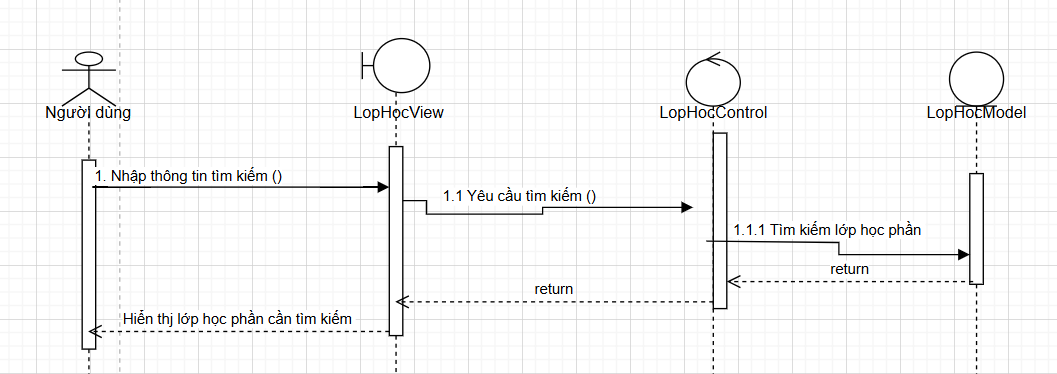 Người dùng
LopHocView
LopHocControl
LopHocModel
1. Nhập thông tin tìm kiếm ()
1.1 Yêu cầu tìm kiếm ()
1.1.1 Tìm kiếm lớp học phần
return
return
Hiển thị lớp học phần cần tìm kiếm